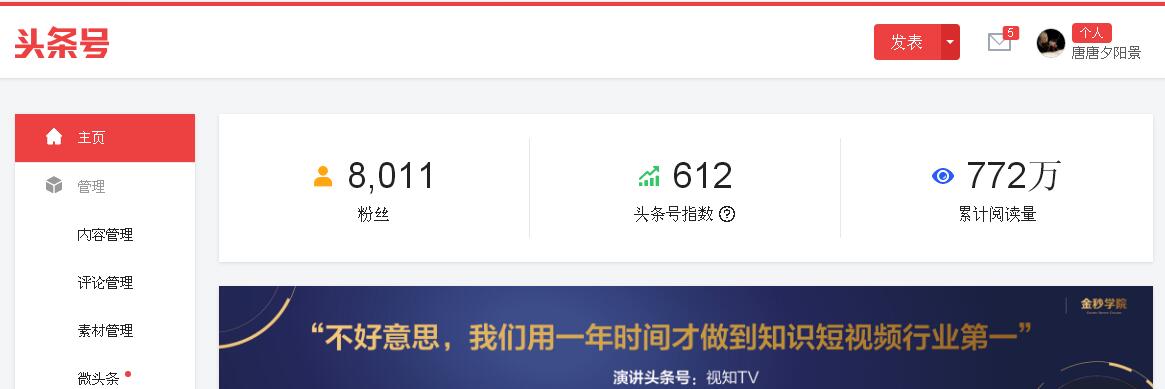 头条号
发表
5
个人
唐唐夕阳景
主页
管理
内容管理
评论管理
素材管理
微头条
8,011
粉丝
612
头条号指数
772万
累计阅读量
金秒学院
“不好意思，我们用一年时间才做到知识短视频行业第一”
演讲头条号：视知TV